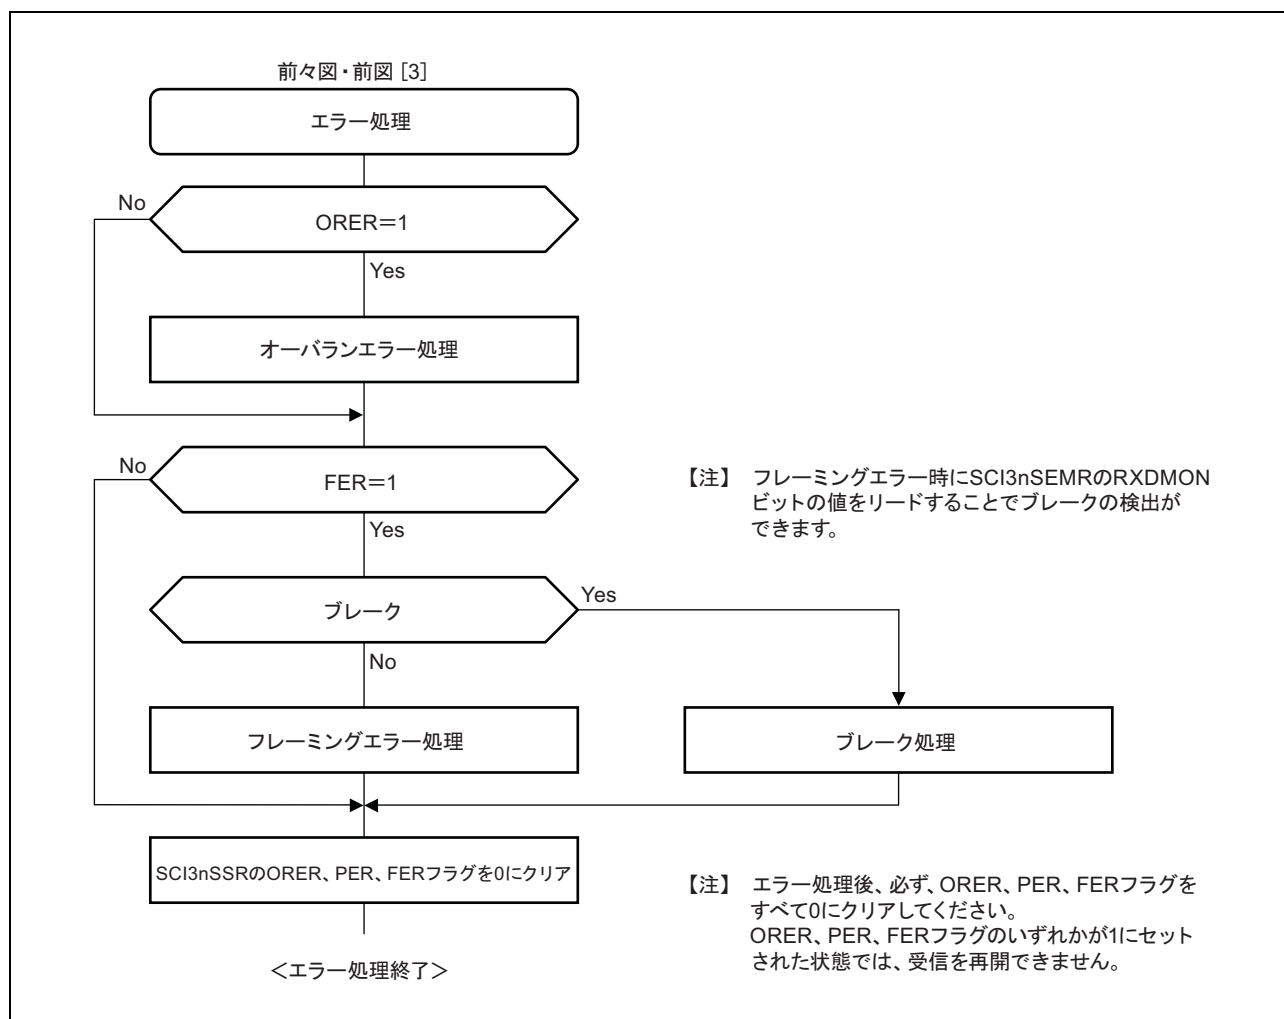 前々図・前図 [3]
エラー処理
No
ORER＝1
Yes
オーバランエラー処理
No
FER＝1
【注】 フレーミングエラー時にSCI3nSEMRのRXDMON
ビットの値をリードすることでブレークの検出が
できます。
Yes
ブレーク
Yes
No
フレーミングエラー処理
ブレーク処理
SCI3nSSRのORER、PER、FERフラグを0にクリア
【注】 エラー処理後、必ず、ORER、PER、FERフラグを
すべて0にクリアしてください。
ORER、PER、FERフラグのいずれかが1にセット
された状態では、受信を再開できません。
＜エラー処理終了＞